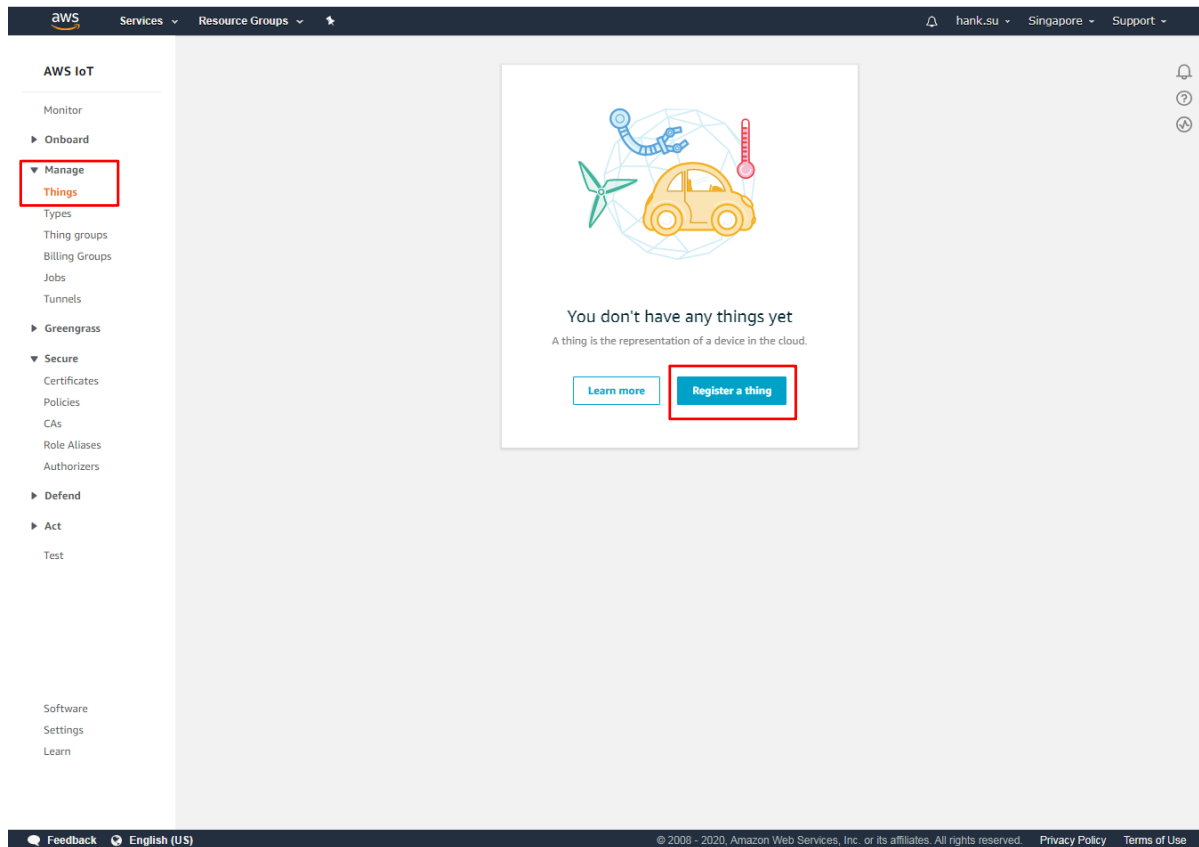 aws Services Resource Groups hank.su Singapore Support
AWS IoT
Monitor
Onboard
Manage
Things
Types
Thing groups
Billing Groups
Jobs
Tunnels
Greengrass
Secure
Certificates
Policies
CAs
Role Aliases
Authorizers
Defend
Act
Test
Software
Settings
Learn
You don't have any things yet
A thing is the representation of a device in the cloud.
Learn more Register a thing
Feedback English (US) © 2008 - 2020, Amazon Web Services, Inc. or its affiliates. All rights reserved. Privacy Policy Terms of Use